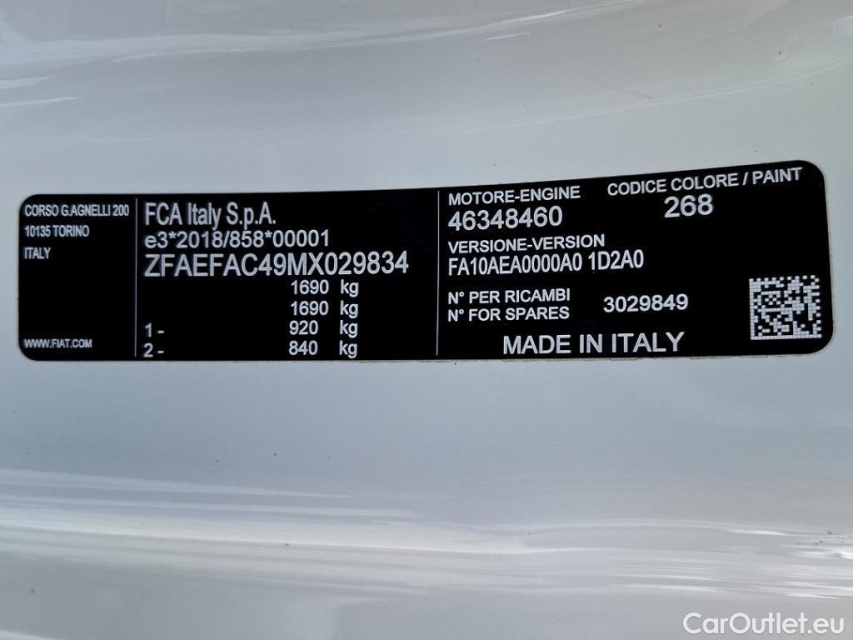 CORSO G.AGNELLI 200
10135 TORINO
ITALY
WWW.FIAT.COM
FCA Italy S.p.A.
e3*2018/858*00001
ZFAEFAC49MX029834
1690 kg
1690 kg
1- 920 kg
2- 840 kg
MOTORE-ENGINE
46348460
CODICE COLORE / PAINT
268
VERSIONE-VERSION
FA10AEA0000A0 1D2A0
N° PER RICAMBI
N° FOR SPARES
3029849
MADE IN ITALY
CarOutlet.eu